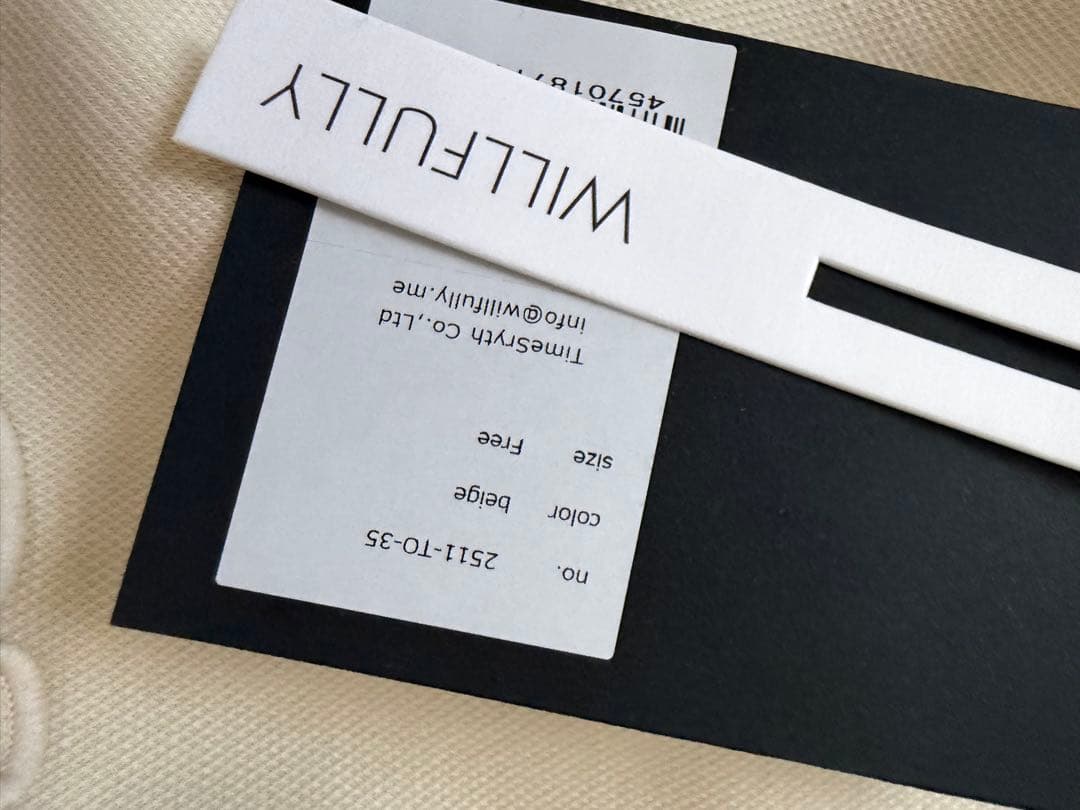 WILLFULLY
no. 2511-TO-35
color beige
size Free
TimeSryth Co.,Ltd
info@willfully.me